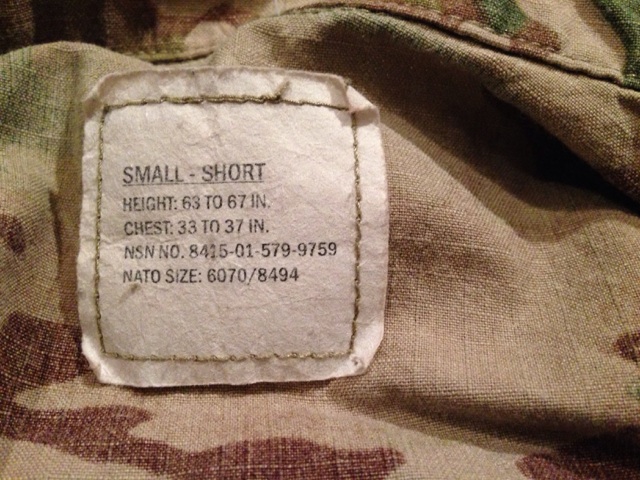 SMALL - SHORT
HEIGHT: 63 TO 67 IN.
CHEST: 33 TO 37 IN.
NSN NO. 8415-01-579-9759
NATO SIZE: 6070/8494